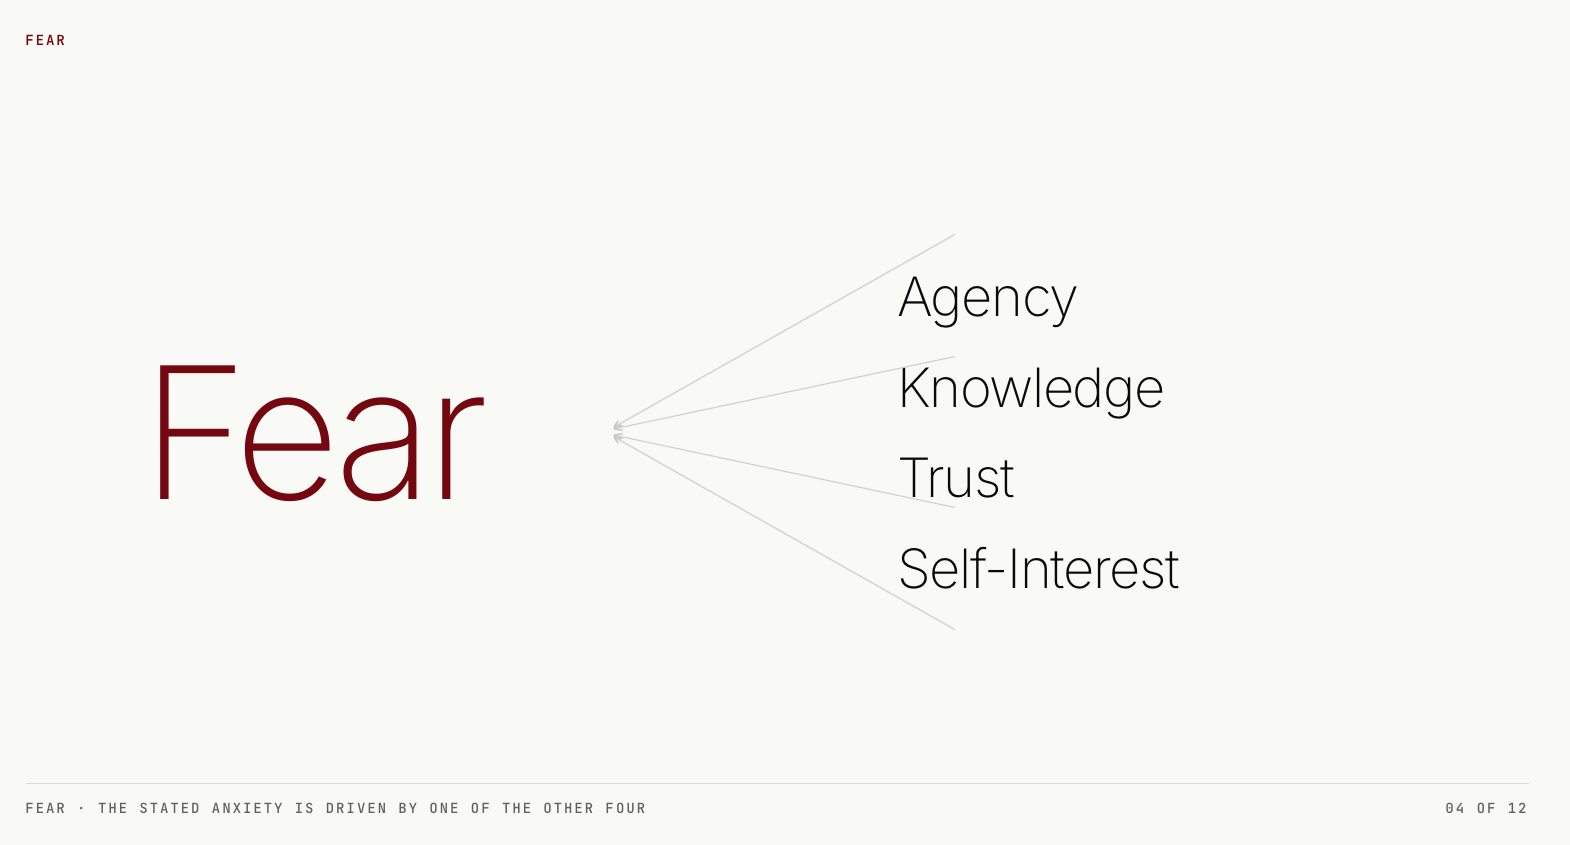 FEAR
Fear
Agency
Knowledge
Trust
Self-Interest
FEAR · THE STATED ANXIETY IS DRIVEN BY ONE OF THE OTHER FOUR
04 OF 12